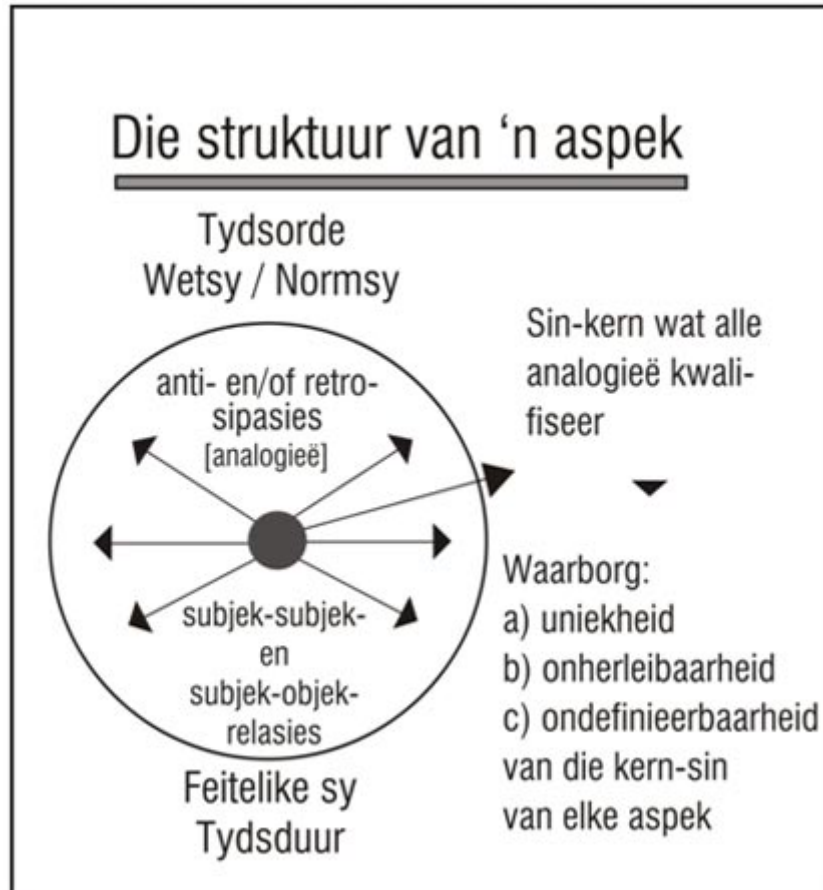 Die struktuur van ‘n aspek
Tydsorde
Wetsy / Normsy
anti- en/of retro-
sipasies
[analogieë]
subjek-subjek-
en
subjek-objek-
relasies
Feitelike sy
Tydsduur
Sin-kern wat alle
analogieë kwali-
fiseer
Waarborg:
a) uniekheid
b) onherleibaarheid
c) ondefinieerbaarheid
van die kern-sin
van elke aspek